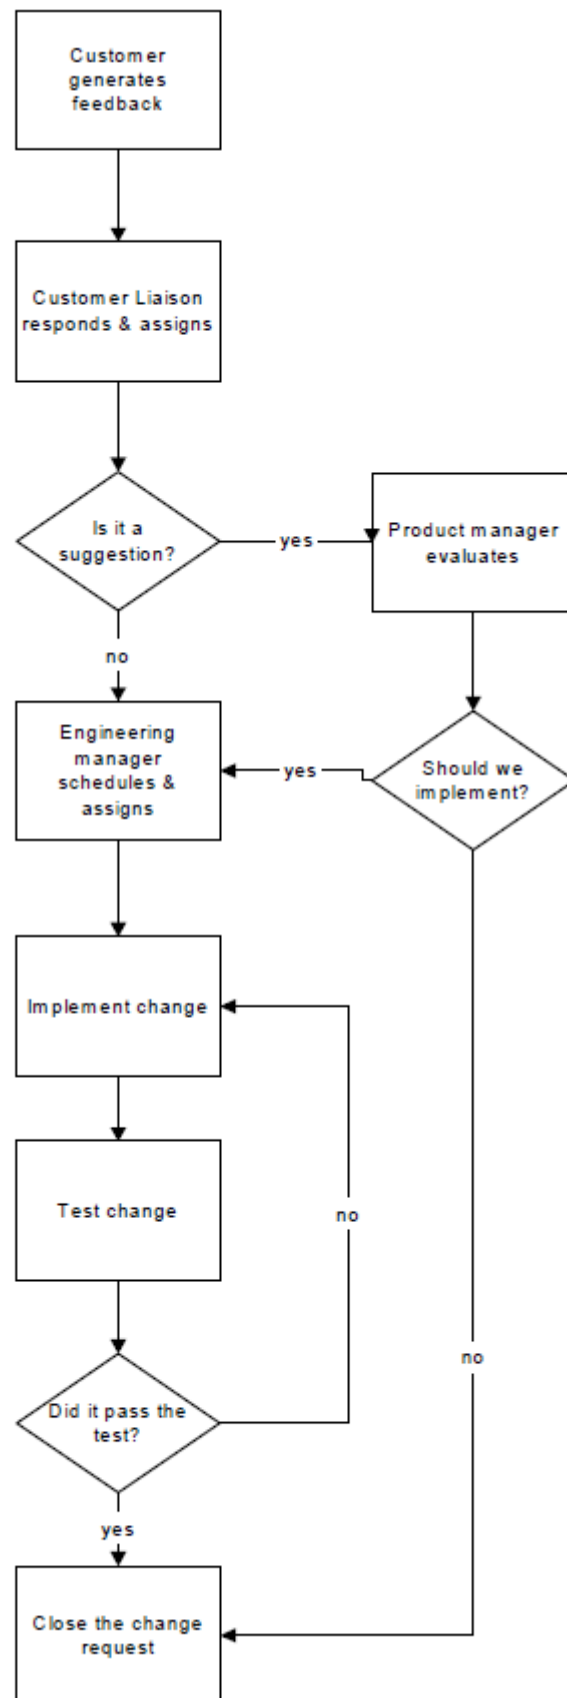 Customer
generates
feedback
Customer Liaison
responds & assigns
Is it a
suggestion?
yes
Product manager
evaluates
no
Engineering
manager
schedules &
assigns
yes
Should we
implement?
Implement change
Test change
no
no
Did it pass the
test?
yes
Close the change
request